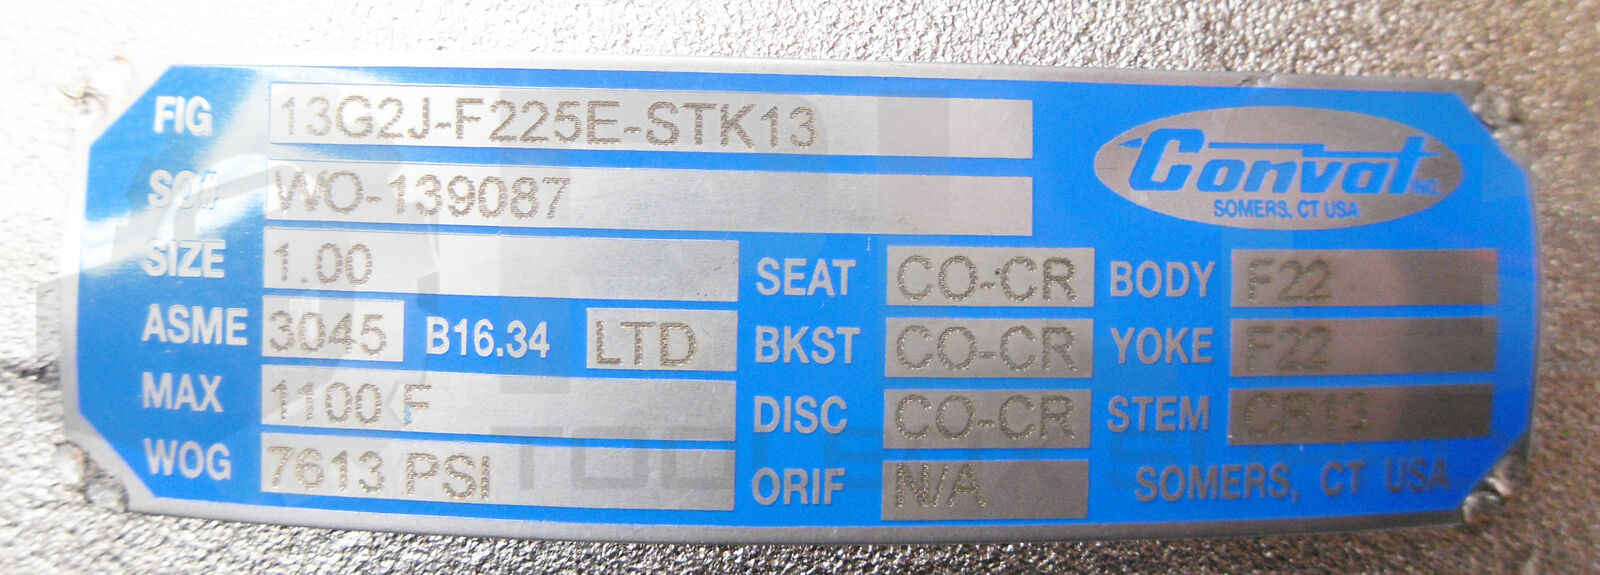 FIG 13G2J-F225E-STK13
Conval INC.
SOMERS, CT USA
SO# WO-139087
SIZE 1.00 SEAT CO-CR BODY F22
ASME 3045 B16.34 LTD BKST CO-CR YOKE F22
MAX 1100 F DISC CO-CR STEM CR13
WOG 7613 PSI ORIF N/A SOMERS, CT USA